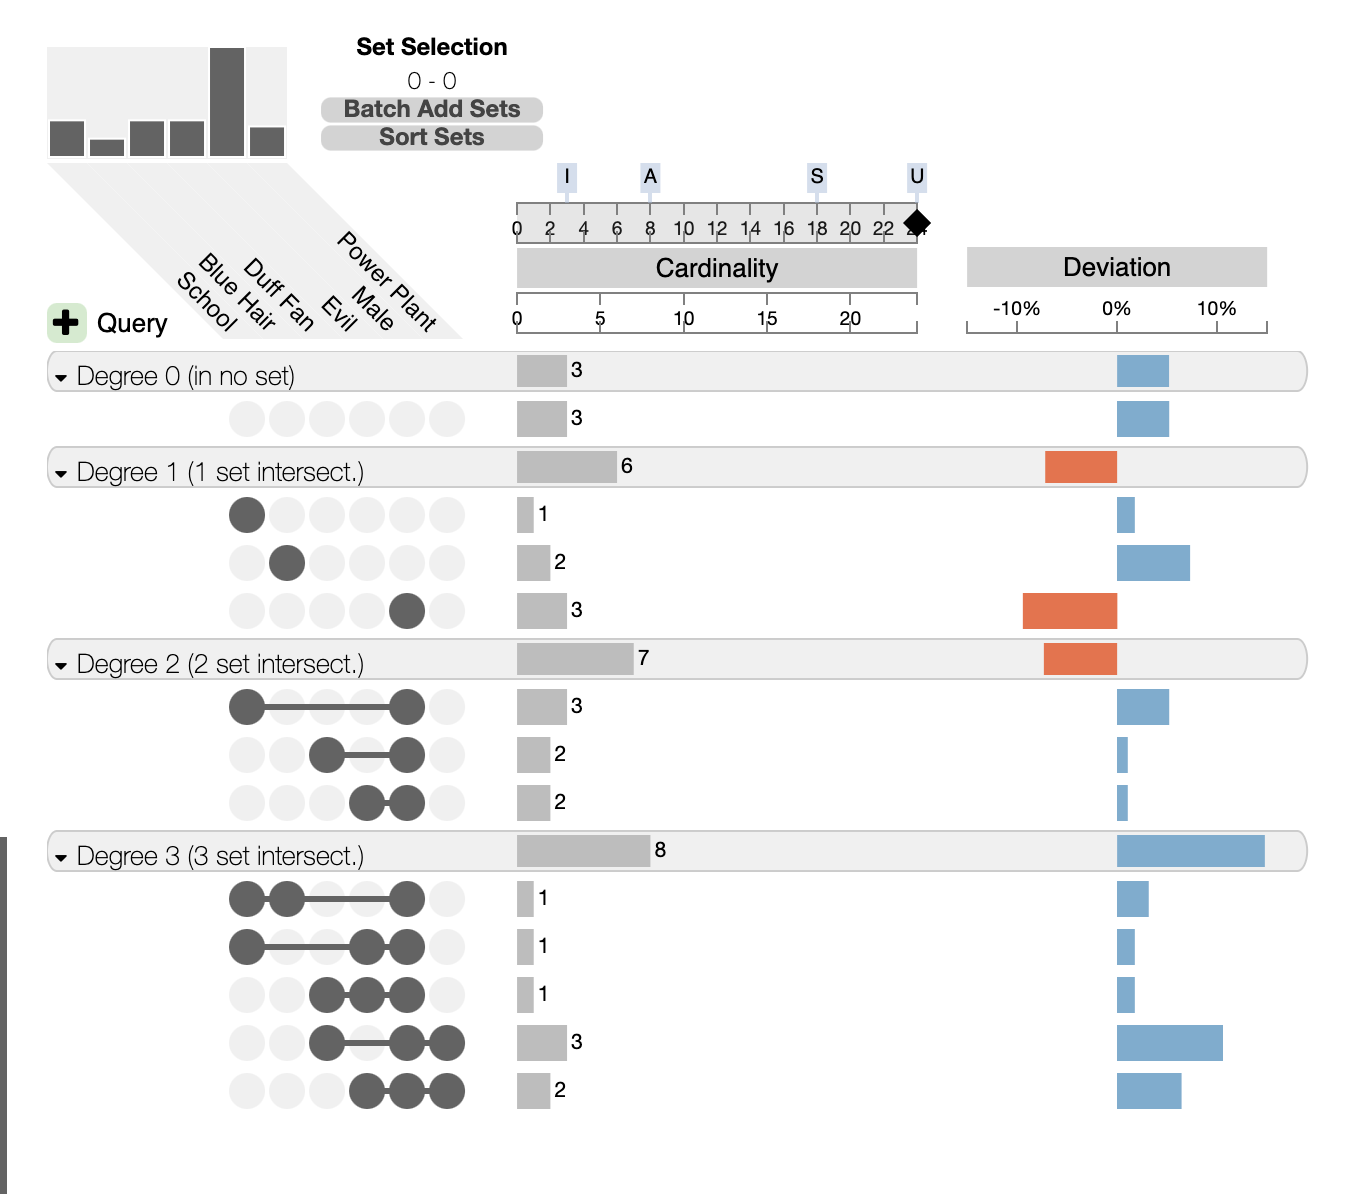 Set Selection
0 - 0
Batch Add Sets
Sort Sets
I A S U
0 2 4 6 8 10 12 14 16 18 20 22 24
School
Blue Hair
Duff Fan
Evil
Male
Power Plant
Cardinality
Deviation
Query
0 5 10 15 20
-10% 0% 10%
Degree 0 (in no set) 3
3
Degree 1 (1 set intersect.) 6
1
2
3
Degree 2 (2 set intersect.) 7
3
2
2
Degree 3 (3 set intersect.) 8
1
1
1
3
2